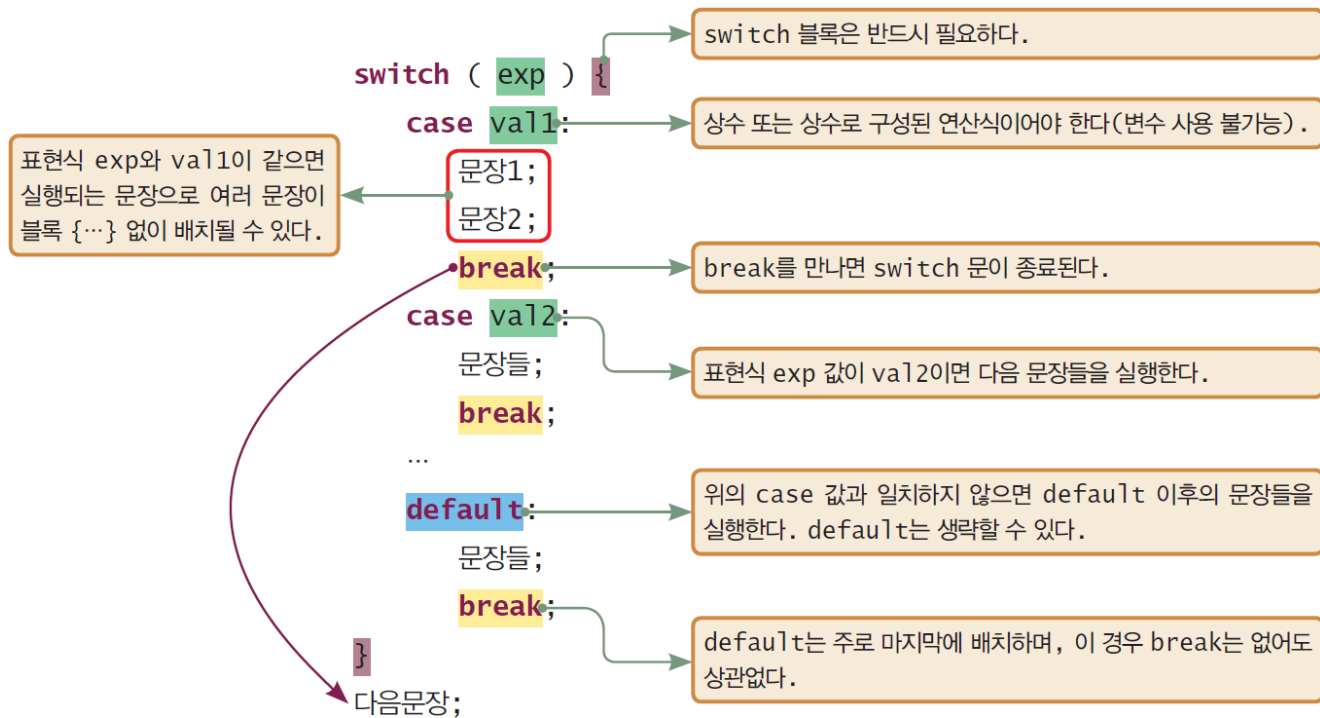 switch 블록은 반드시 필요하다.
switch ( exp ) {
case val1:
상수 또는 상수로 구성된 연산식이어야 한다(변수 사용 불가능).
표현식 exp와 val1이 같으면
실행되는 문장으로 여러 문장이
블록 {…} 없이 배치될 수 있다.
문장1;
문장2;
break;
break를 만나면 switch 문이 종료된다.
case val2:
문장들;
표현식 exp 값이 val2이면 다음 문장들을 실행한다.
break;
…
default:
위의 case 값과 일치하지 않으면 default 이후의 문장들을
실행한다. default는 생략할 수 있다.
문장들;
break;
default는 주로 마지막에 배치하며, 이 경우 break는 없어도
상관없다.
}
다음문장;